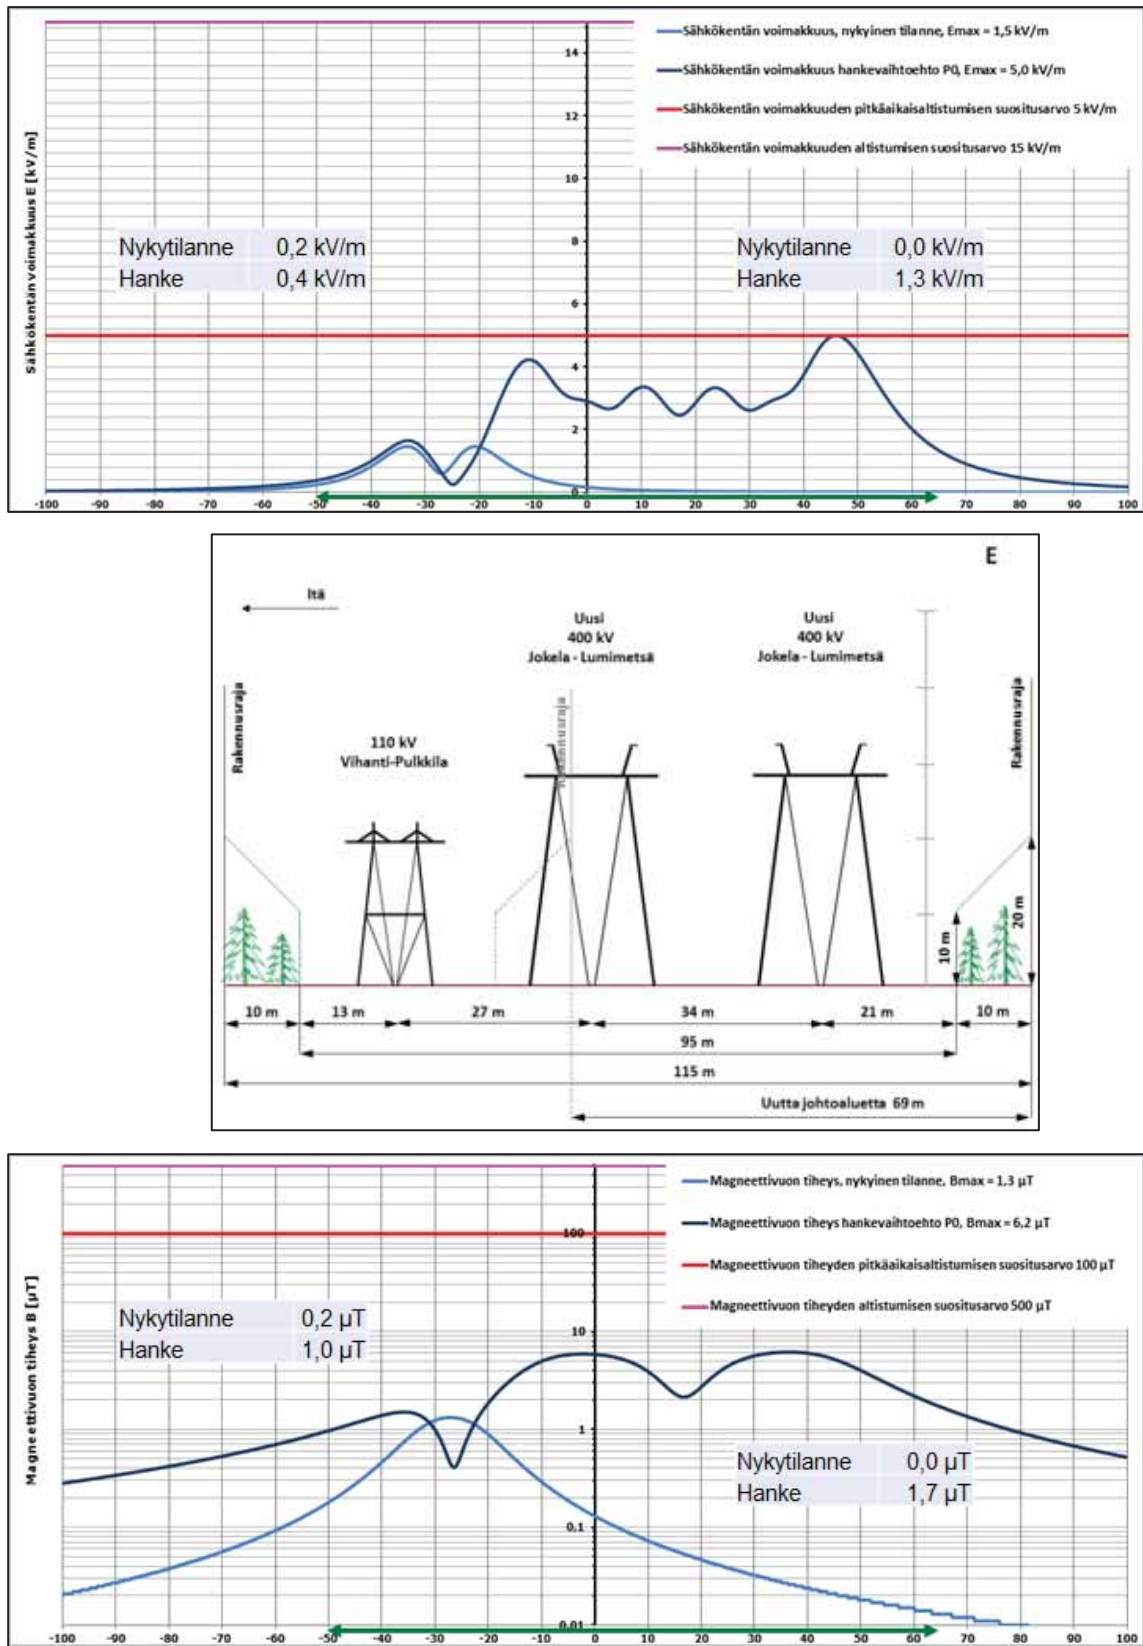 Sähkökentän voimakkuus, nykyinen tilanne, Emax = 1,5 kV/m
Sähkökentän voimakkuus hankevaihtoehto P0, Emax = 5,0 kV/m
Sähkökentän voimakkuuden pitkäaikaisaltistumisen suositusarvo 5 kV/m
Sähkökentän voimakkuuden altistumisen suositusarvo 15 kV/m
Sähkökentän voimakkuus E [kV/m]
14
12
10
8
6
4
2
0
Nykytilanne 0,2 kV/m
Hanke 0,4 kV/m
Nykytilanne 0,0 kV/m
Hanke 1,3 kV/m
-100 -90 -80 -70 -60 -50 -40 -30 -20 -10 0 10 20 30 40 50 60 70 80 90 100
E
Itä
Uusi
400 kV
Jokela - Lumimetsä
Uusi
400 kV
Jokela - Lumimetsä
Rakennusraja
110 kV
Vihanti-Pulkkila
Rakennusraja
Rakennusraja
10 m
20 m
10 m 13 m 27 m 34 m 21 m 10 m
95 m
115 m
Uutta johtoaluetta 69 m
Magneettivuon tiheys, nykyinen tilanne, Bmax = 1,3 µT
Magneettivuon tiheys hankevaihtoehto P0, Bmax = 6,2 µT
Magneettivuon tiheyden pitkäaikaisaltistumisen suositusarvo 100 µT
Magneettivuon tiheyden altistumisen suositusarvo 500 µT
Magneettivuon tiheys B [µT]
100
10
1
0,1
0,01
Nykytilanne 0,2 µT
Hanke 1,0 µT
Nykytilanne 0,0 µT
Hanke 1,7 µT
-100 -90 -80 -70 -60 -50 -40 -30 -20 -10 0 10 20 30 40 50 60 70 80 90 100